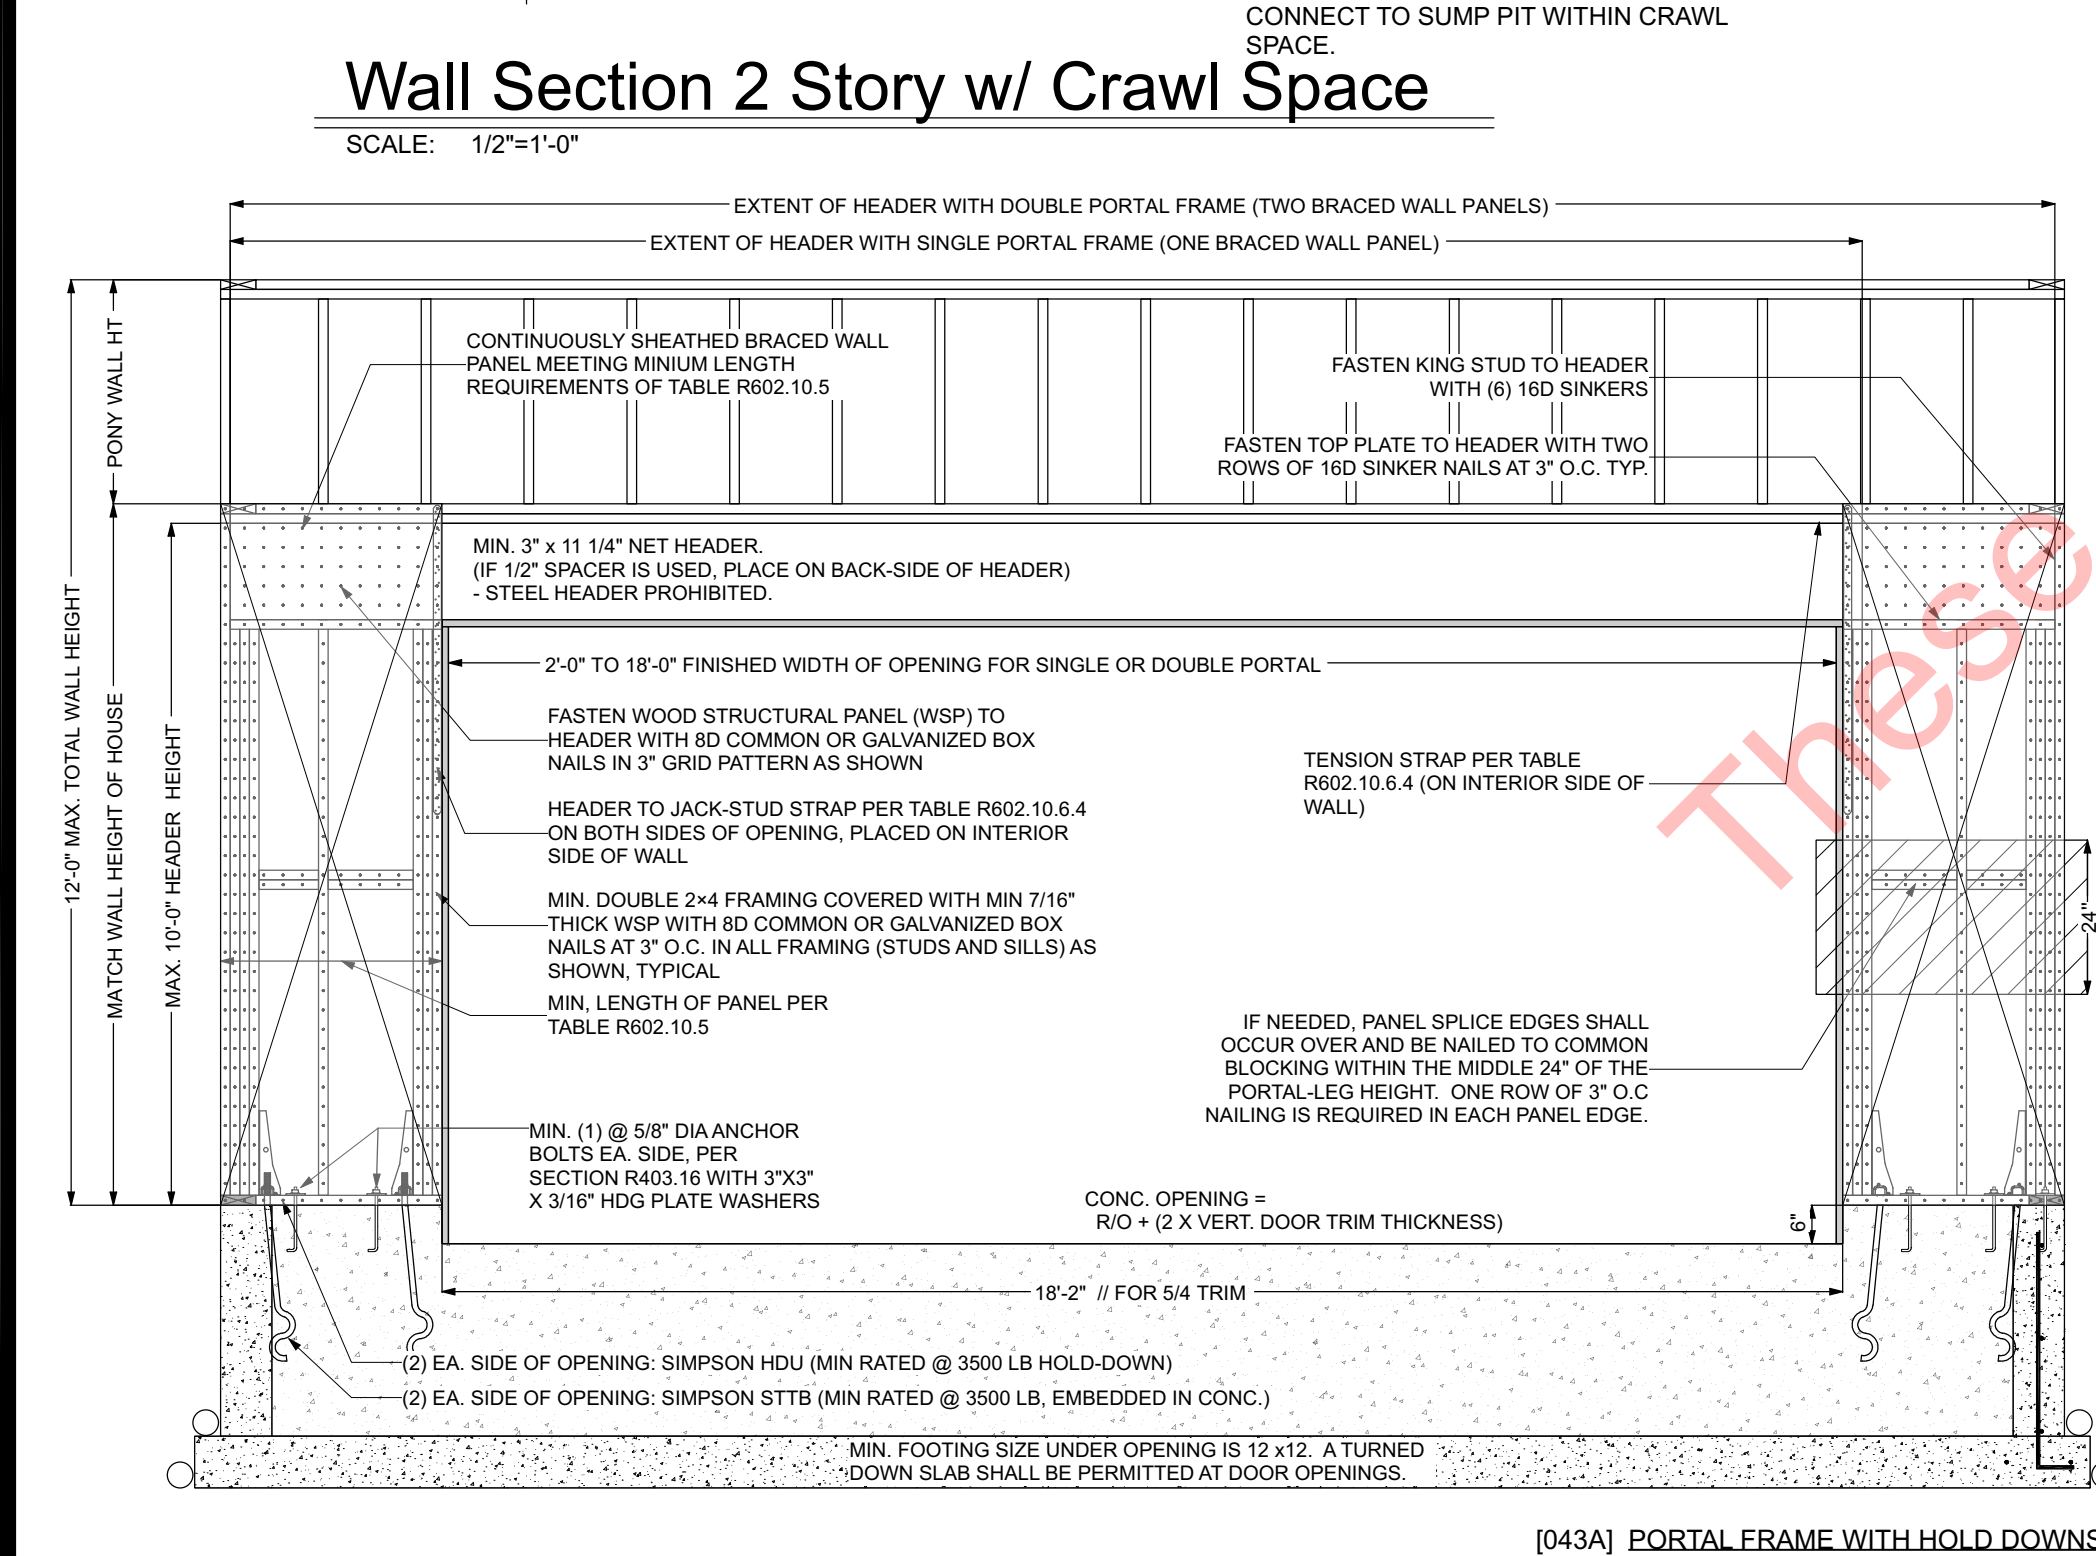 CONNECT TO SUMP PIT WITHIN CRAWL
SPACE.
Wall Section 2 Story w/ Crawl Space
SCALE: 1/2"=1'-0"
EXTENT OF HEADER WITH DOUBLE PORTAL FRAME (TWO BRACED WALL PANELS)
EXTENT OF HEADER WITH SINGLE PORTAL FRAME (ONE BRACED WALL PANEL)
12'-0" MAX. TOTAL WALL HEIGHT
PONY WALL HT
MATCH WALL HEIGHT OF HOUSE
MAX. 10'-0" HEADER HEIGHT
CONTINUOUSLY SHEATHED BRACED WALL
PANEL MEETING MINIUM LENGTH
REQUIREMENTS OF TABLE R602.10.5
FASTEN KING STUD TO HEADER
WITH (6) 16D SINKERS
FASTEN TOP PLATE TO HEADER WITH TWO
ROWS OF 16D SINKER NAILS AT 3" O.C. TYP.
MIN. 3" x 11 1/4" NET HEADER.
(IF 1/2" SPACER IS USED, PLACE ON BACK-SIDE OF HEADER)
- STEEL HEADER PROHIBITED.
2'-0" TO 18'-0" FINISHED WIDTH OF OPENING FOR SINGLE OR DOUBLE PORTAL
FASTEN WOOD STRUCTURAL PANEL (WSP) TO
HEADER WITH 8D COMMON OR GALVANIZED BOX
NAILS IN 3" GRID PATTERN AS SHOWN
HEADER TO JACK-STUD STRAP PER TABLE R602.10.6.4
ON BOTH SIDES OF OPENING, PLACED ON INTERIOR
SIDE OF WALL
TENSION STRAP PER TABLE
R602.10.6.4 (ON INTERIOR SIDE OF
WALL)
These
24"
MIN. DOUBLE 2×4 FRAMING COVERED WITH MIN 7/16"
THICK WSP WITH 8D COMMON OR GALVANIZED BOX
NAILS AT 3" O.C. IN ALL FRAMING (STUDS AND SILLS) AS
SHOWN, TYPICAL
MIN, LENGTH OF PANEL PER
TABLE R602.10.5
IF NEEDED, PANEL SPLICE EDGES SHALL
OCCUR OVER AND BE NAILED TO COMMON
BLOCKING WITHIN THE MIDDLE 24" OF THE
PORTAL-LEG HEIGHT. ONE ROW OF 3" O.C
NAILING IS REQUIRED IN EACH PANEL EDGE.
MIN. (1) @ 5/8" DIA ANCHOR
BOLTS EA. SIDE, PER
SECTION R403.16 WITH 3"X3"
X 3/16" HDG PLATE WASHERS
CONC. OPENING =
R/O + (2 X VERT. DOOR TRIM THICKNESS)
6"
18'-2" // FOR 5/4 TRIM
(2) EA. SIDE OF OPENING: SIMPSON HDU (MIN RATED @ 3500 LB HOLD-DOWN)
(2) EA. SIDE OF OPENING: SIMPSON STTB (MIN RATED @ 3500 LB, EMBEDDED IN CONC.)
MIN. FOOTING SIZE UNDER OPENING IS 12 x12. A TURNED
DOWN SLAB SHALL BE PERMITTED AT DOOR OPENINGS.
[043A] PORTAL FRAME WITH HOLD DOWNS